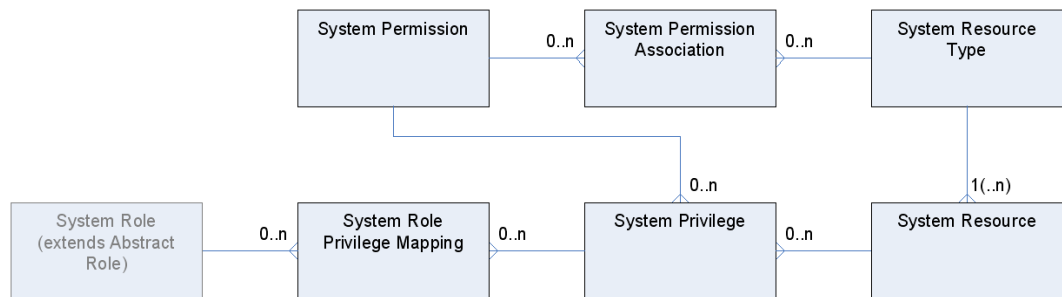 System Permission
0..n
System Permission
Association
0..n
System Resource
Type
0..n
1(..n)
System Role
(extends Abstract
Role)
0..n
System Role
Privilege Mapping
0..n
System Privilege
0..n
System Resource